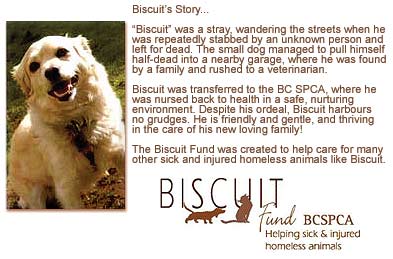 Biscuit's Story...
"Biscuit" was a stray, wandering the streets when he
was repeatedly stabbed by an unknown person and
left for dead. The small dog managed to pull himself
half-dead into a nearby garage, where he was found
by a family and rushed to a veterinarian.
Biscuit was transferred to the BC SPCA, where he
was nursed back to health in a safe, nurturing
environment. Despite his ordeal, Biscuit harbours
no grudges. He is friendly and gentle, and thriving
in the care of his new loving family!
The Biscuit Fund was created to help care for many
other sick and injured homeless animals like Biscuit.
BISCUIT
Fund BCSPCA
Helping sick & injured
homeless animals